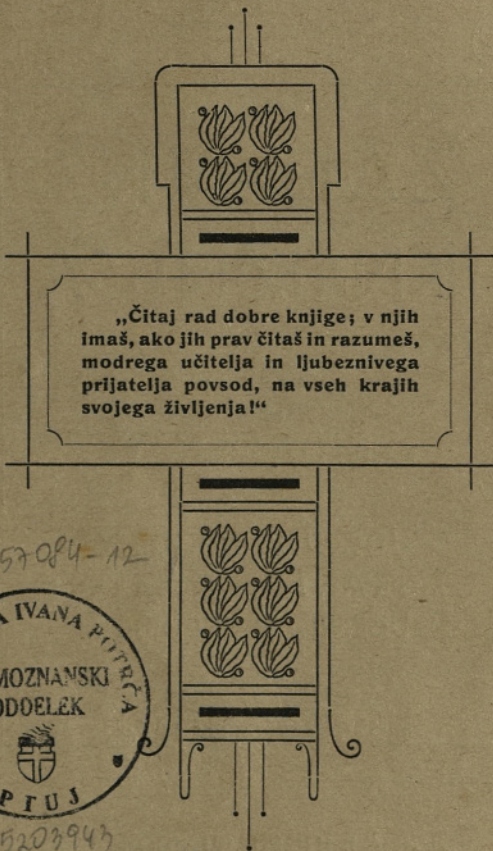 „Čitaj rad dobre knjige; v njih
imaš, ako jih prav čitaš in razumeš,
modrega učitelja in ljubeznivega
prijatelja povsod, na vseh krajih
svojega življenja!“
57084-12
IVANA POTRČA
MOZNANSKI
ODDELEK
PTUJ
5203943